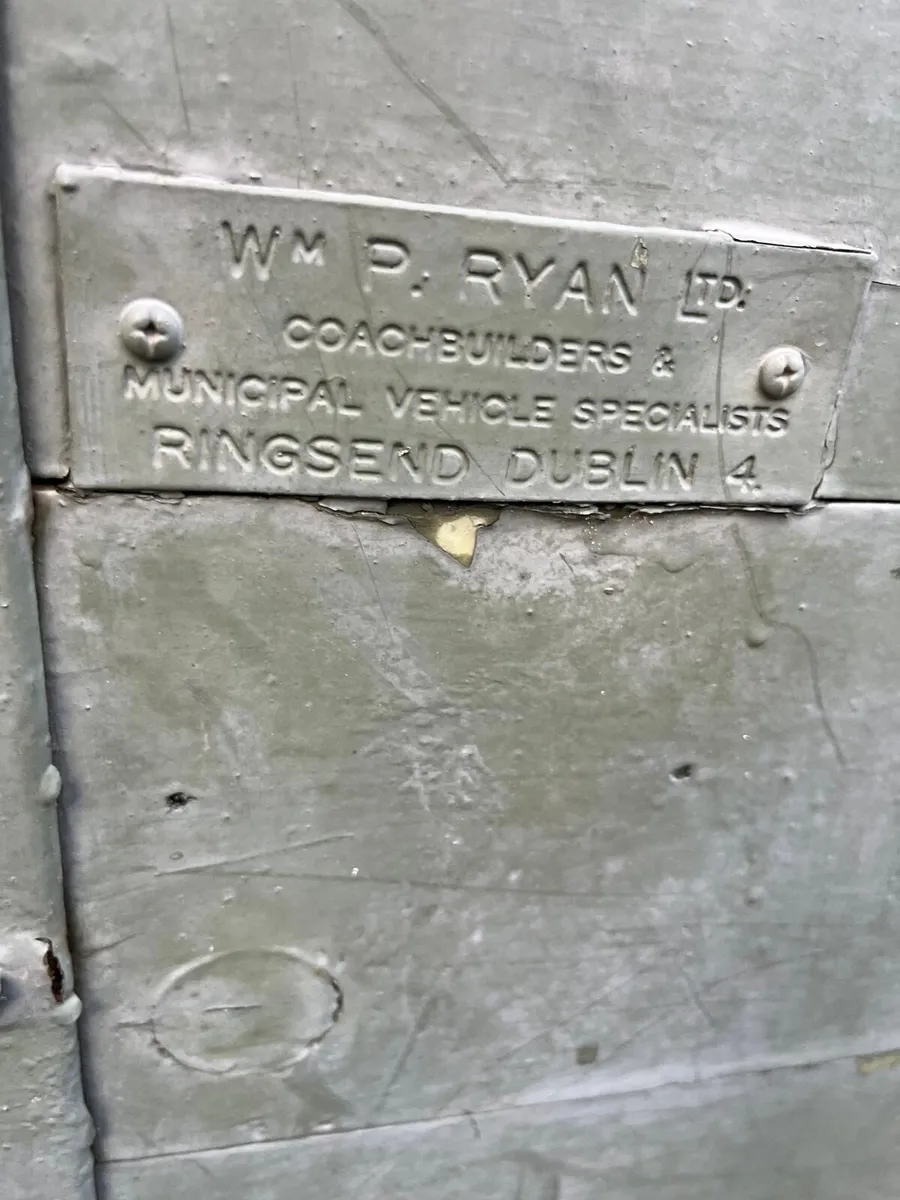 WM P. RYAN LTD.
COACHBUILDERS &
MUNICIPAL VEHICLE SPECIALISTS
RINGSEND DUBLIN 4